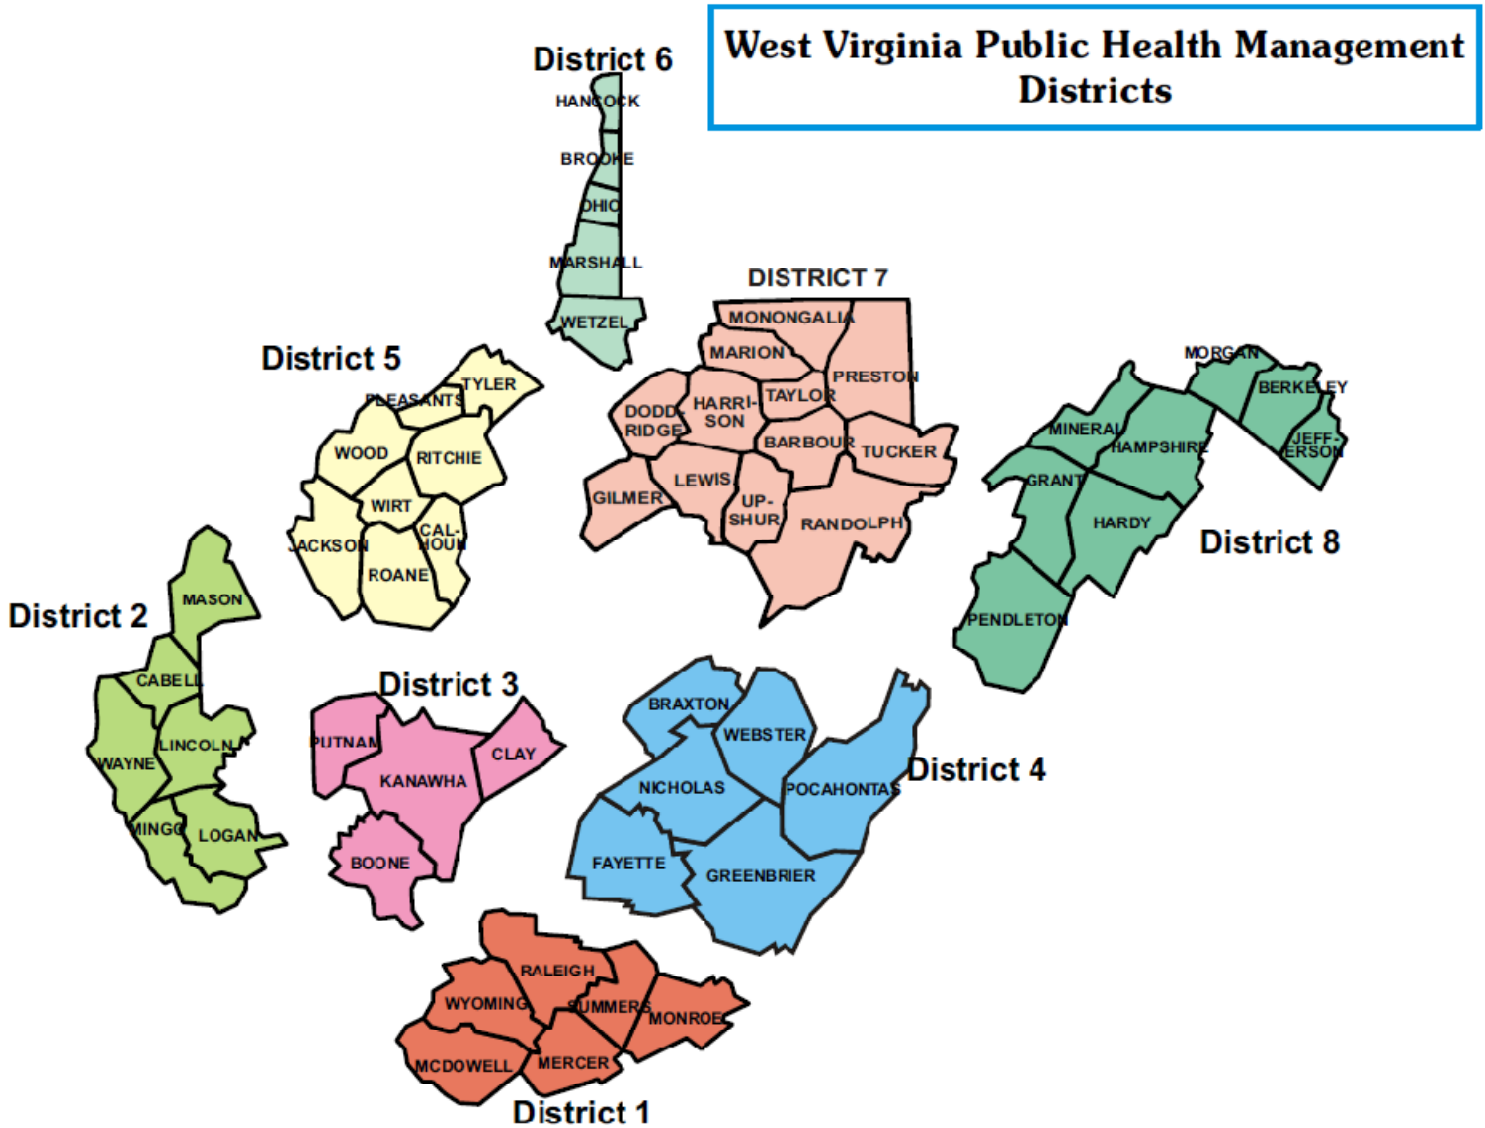 West Virginia Public Health Management
Districts
District 6
HANCOCK
BROOKE
OHIO
MARSHALL
WETZEL
DISTRICT 7
MONONGALIA
MARION
PRESTON
TAYLOR
DODD-
RIDGE
HARRI-
SON
BARBOUR
TUCKER
LEWIS
GILMER
UP-
SHUR
RANDOLPH
District 5
TYLER
PLEASANTS
WOOD
RITCHIE
WIRT
CAL-
HOUN
JACKSON
ROANE
MORGAN
BERKELEY
JEFF-
ERSON
MINERAL
HAMPSHIRE
GRANT
HARDY
District 8
PENDLETON
District 2
MASON
CABELL
LINCOLN
WAYNE
MINGO
LOGAN
District 3
PUTNAM
KANAWHA
CLAY
BOONE
BRAXTON
WEBSTER
NICHOLAS
POCAHONTAS
District 4
FAYETTE
GREENBRIER
RALEIGH
WYOMING
SUMMERS
MONROE
MCDOWELL
MERCER
District 1